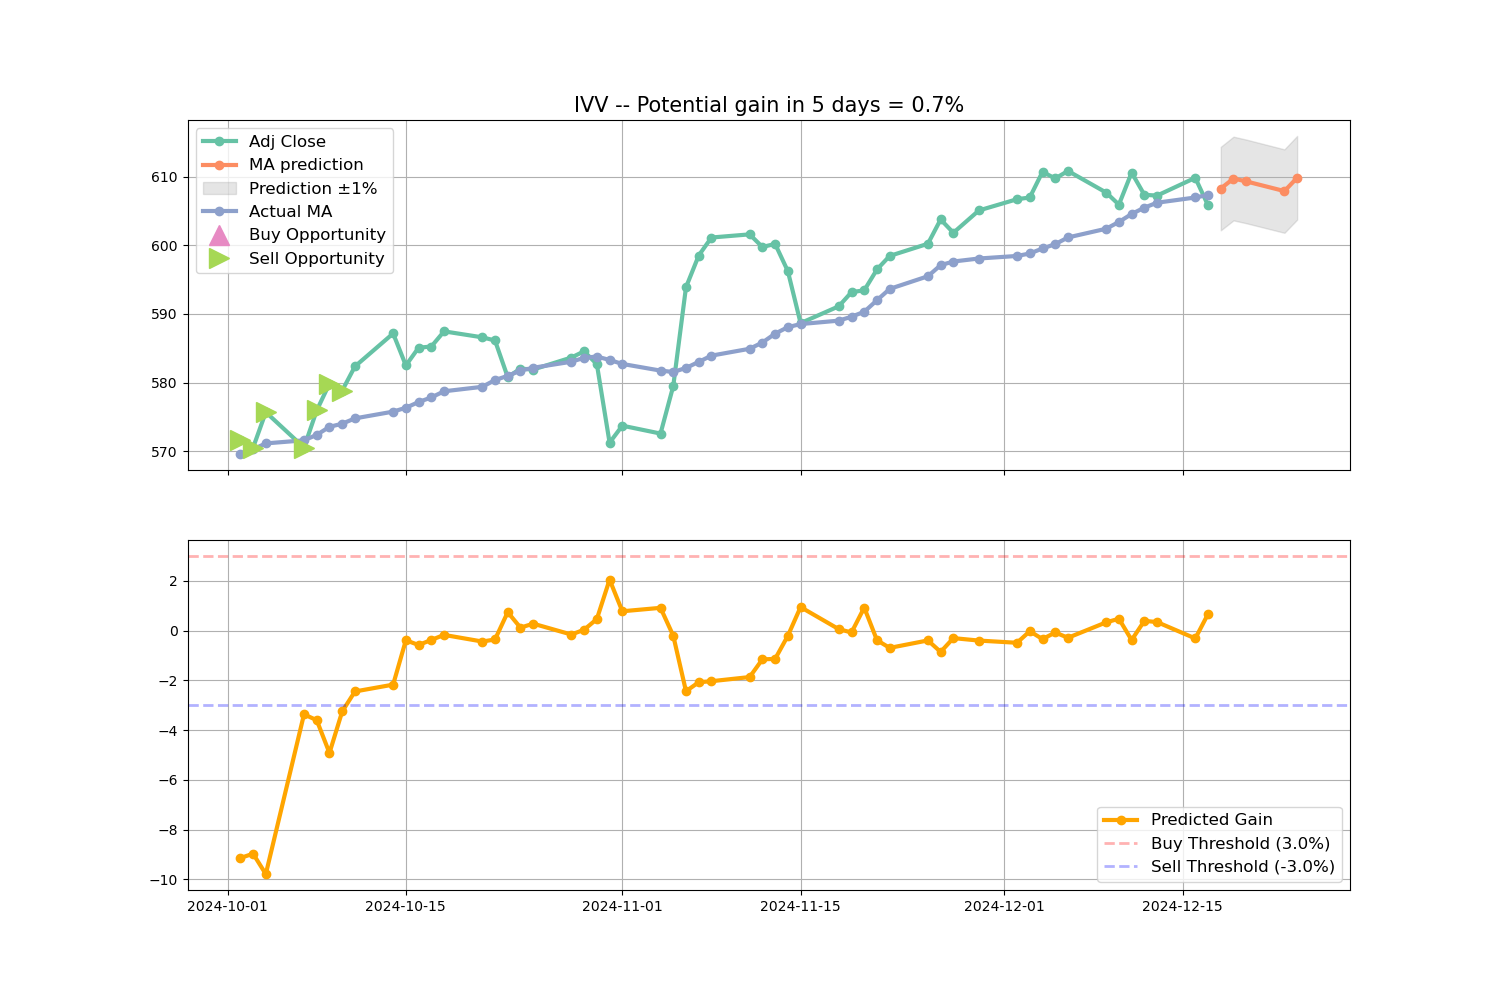 IVV -- Potential gain in 5 days = 0.7%
Adj Close
MA prediction
Prediction ±1%
Actual MA
Buy Opportunity
Sell Opportunity
610
600
590
580
570
2
0
−2
−4
−6
−8
−10
Predicted Gain
Buy Threshold (3.0%)
Sell Threshold (-3.0%)
2024-10-01 2024-10-15 2024-11-01 2024-11-15 2024-12-01 2024-12-15